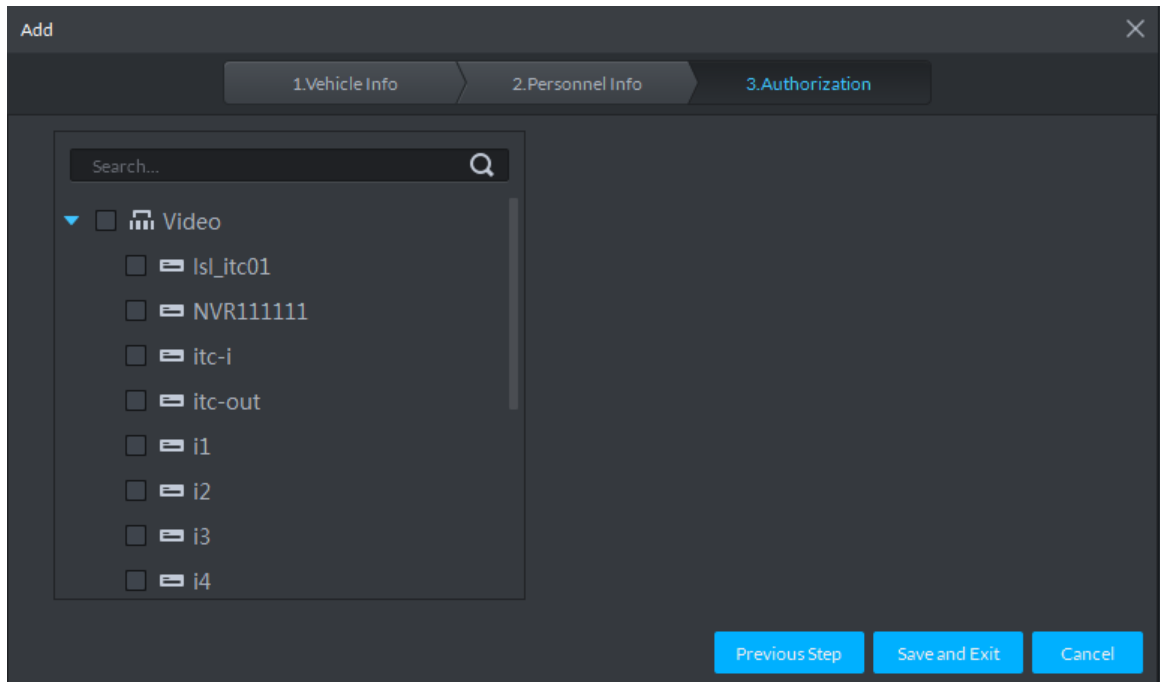 Add
1.Vehicle Info 2.Personnel Info 3.Authorization
Search...
Video
lsl_itc01
NVR111111
itc-i
itc-out
i1
i2
i3
i4
Previous Step Save and Exit Cancel